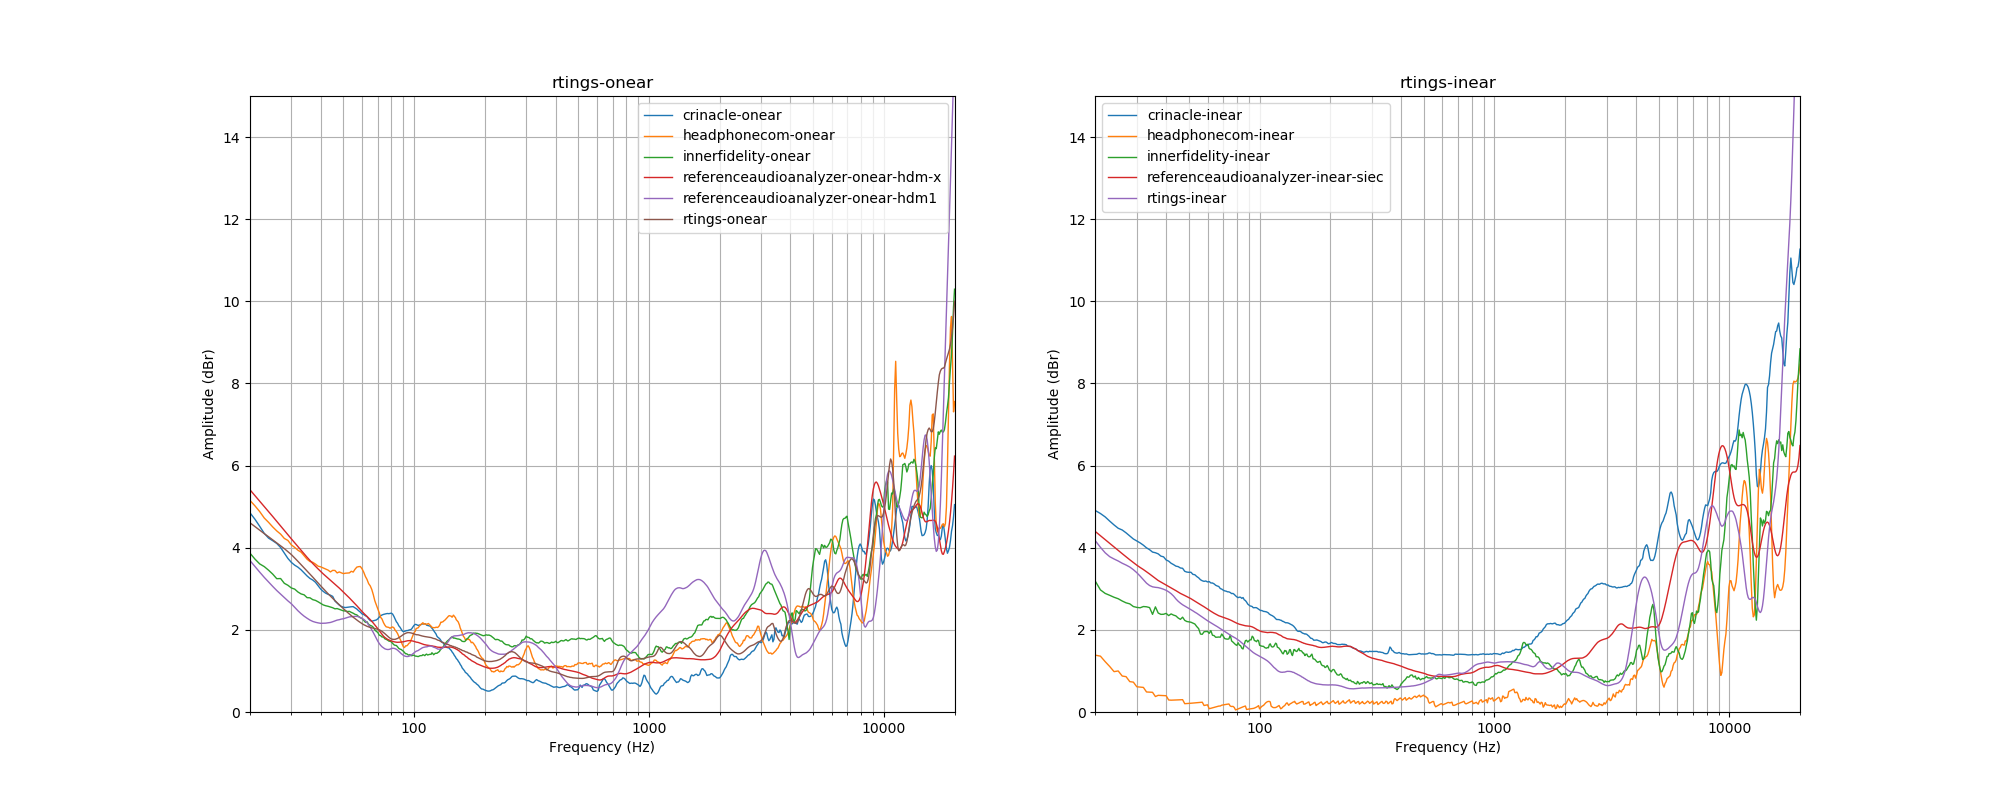 rtings-onear
crinacle-onear
headphonecom-onear
innerfidelity-onear
referenceaudioanalyzer-onear-hdm-x
referenceaudioanalyzer-onear-hdm1
rtings-onear
14
12
10
8
6
4
2
0
Amplitude (dBr)
100
1000
10000
Frequency (Hz)
rtings-inear
crinacle-inear
headphonecom-inear
innerfidelity-inear
referenceaudioanalyzer-inear-siec
rtings-inear
14
12
10
8
6
4
2
0
Amplitude (dBr)
100
1000
10000
Frequency (Hz)